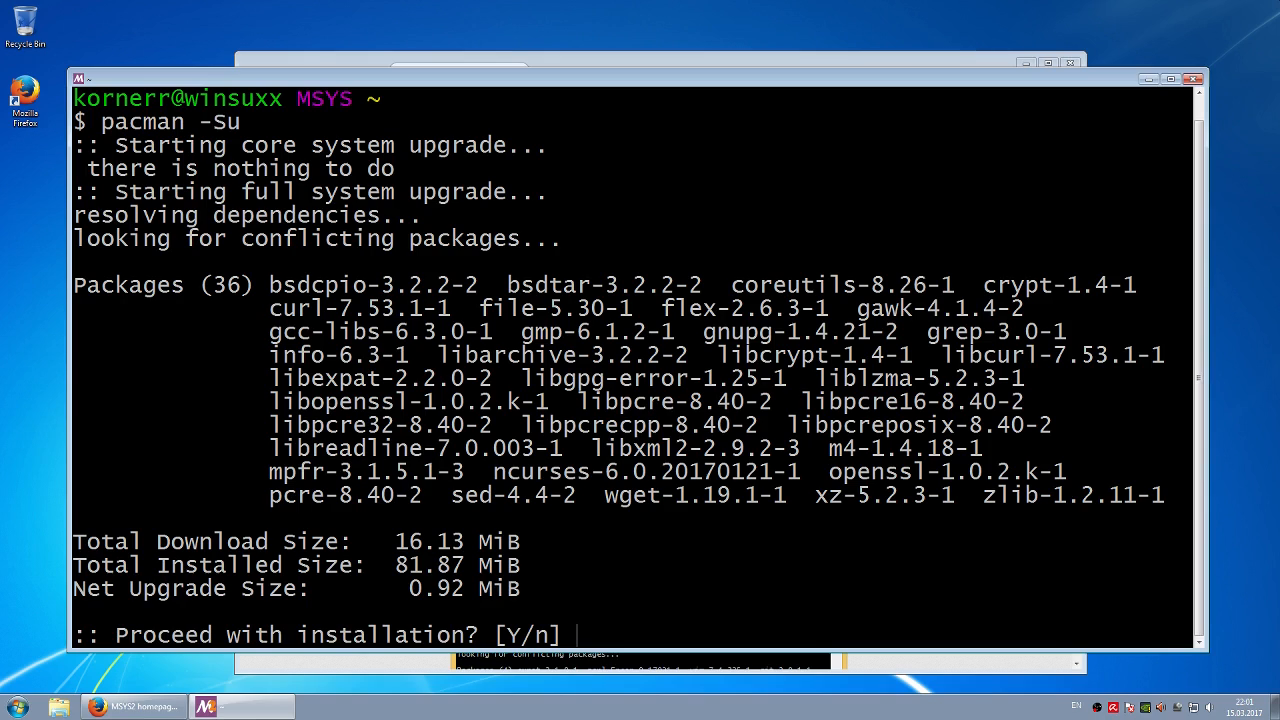 Recycle Bin
Mozilla
Firefox
~
kornerr@winsuxx MSYS ~
$ pacman -Su
:: Starting core system upgrade...
 there is nothing to do
:: Starting full system upgrade...
resolving dependencies...
looking for conflicting packages...
Packages (36) bsdcpio-3.2.2-2  bsdtar-3.2.2-2  coreutils-8.26-1  crypt-1.4-1
curl-7.53.1-1  file-5.30-1  flex-2.6.3-1  gawk-4.1.4-2
gcc-libs-6.3.0-1  gmp-6.1.2-1  gnupg-1.4.21-2  grep-3.0-1
info-6.3-1  libarchive-3.2.2-2  libcrypt-1.4-1  libcurl-7.53.1-1
libexpat-2.2.0-2  libgpg-error-1.25-1  liblzma-5.2.3-1
libopenssl-1.0.2.k-1  libpcre-8.40-2  libpcre16-8.40-2
libpcre32-8.40-2  libpcrecpp-8.40-2  libpcreposix-8.40-2
libreadline-7.0.003-1  libxml2-2.9.2-3  m4-1.4.18-1
mpfr-3.1.5.1-3  ncurses-6.0.20170121-1  openssl-1.0.2.k-1
pcre-8.40-2  sed-4.4-2  wget-1.19.1-1  xz-5.2.3-1  zlib-1.2.11-1
Total Download Size:   16.13 MiB
Total Installed Size:  81.87 MiB
Net Upgrade Size:       0.92 MiB
:: Proceed with installation? [Y/n]
looking for conflicting packages...
MSYS2 homepag...
~
EN
22:01
15.03.2017